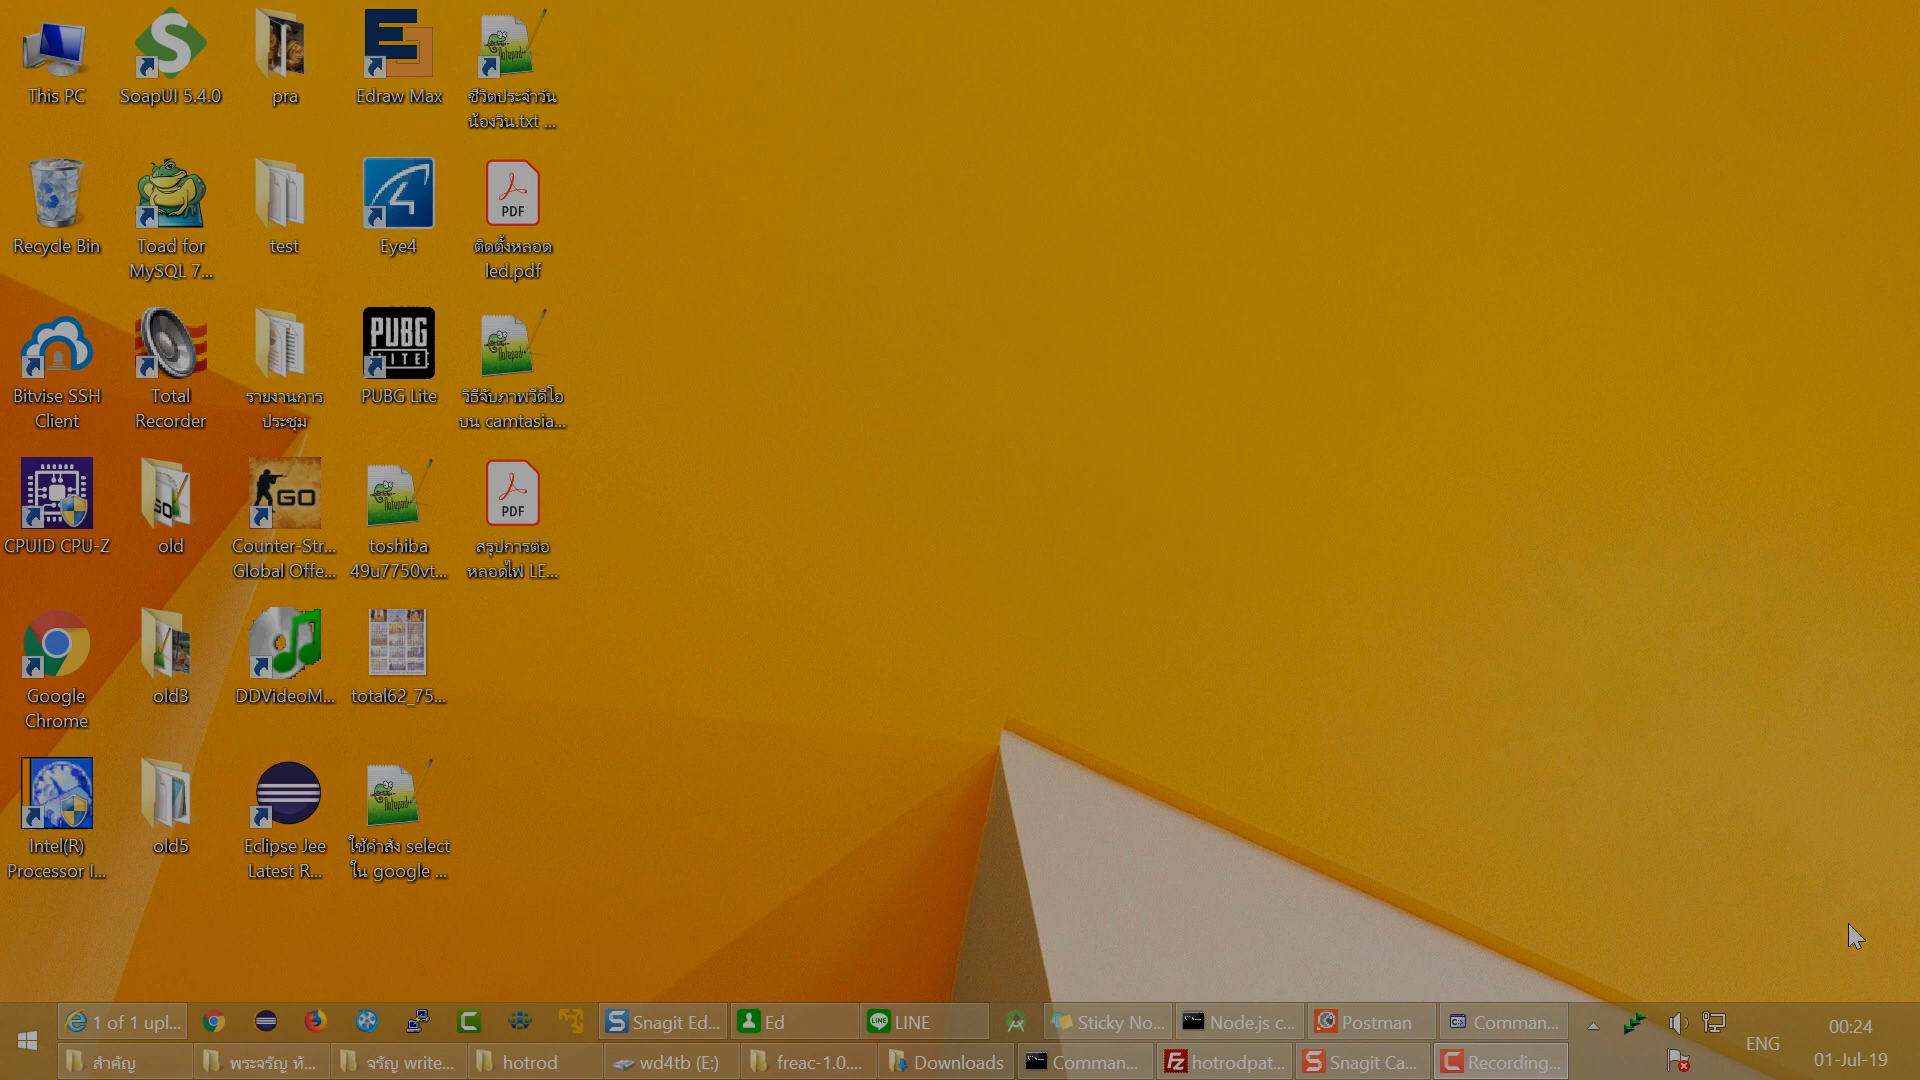 This PC
SoapUI 5.4.0
pra
Edraw Max
ชีวิตประจำวัน
น้องวิน.txt ...
Recycle Bin
Toad for
MySQL 7...
test
Eye4
PDF
ติดตั้งหลอด
led.pdf
Bitvise SSH
Client
Total
Recorder
รายงานการ
ประชุม
PUBG
LITE
PUBG Lite
วิธีจับภาพวีดีโอ
บน camtasia...
CPUID CPU-Z
old
GO
Counter-Str...
Global Offe...
toshiba
49u7750vt...
PDF
สรุปการต่อ
หลอดไฟ LE...
Google
Chrome
old3
DDVideoM...
total62_75...
Intel(R)
Processor I...
old5
Eclipse Jee
Latest R...
ใช้คำสั่ง select
ใน google ...
1 of 1 upl...
Snagit Ed...
Ed
LINE
Sticky No...
Node.js c...
Postman
Comman...
สำคัญ
พระจรัญ ทั...
จรัญ write...
hotrod
wd4tb (E:)
freac-1.0....
Downloads
Comman...
hotrodpat...
Snagit Ca...
Recording...
ENG
00:24
01-Jul-19